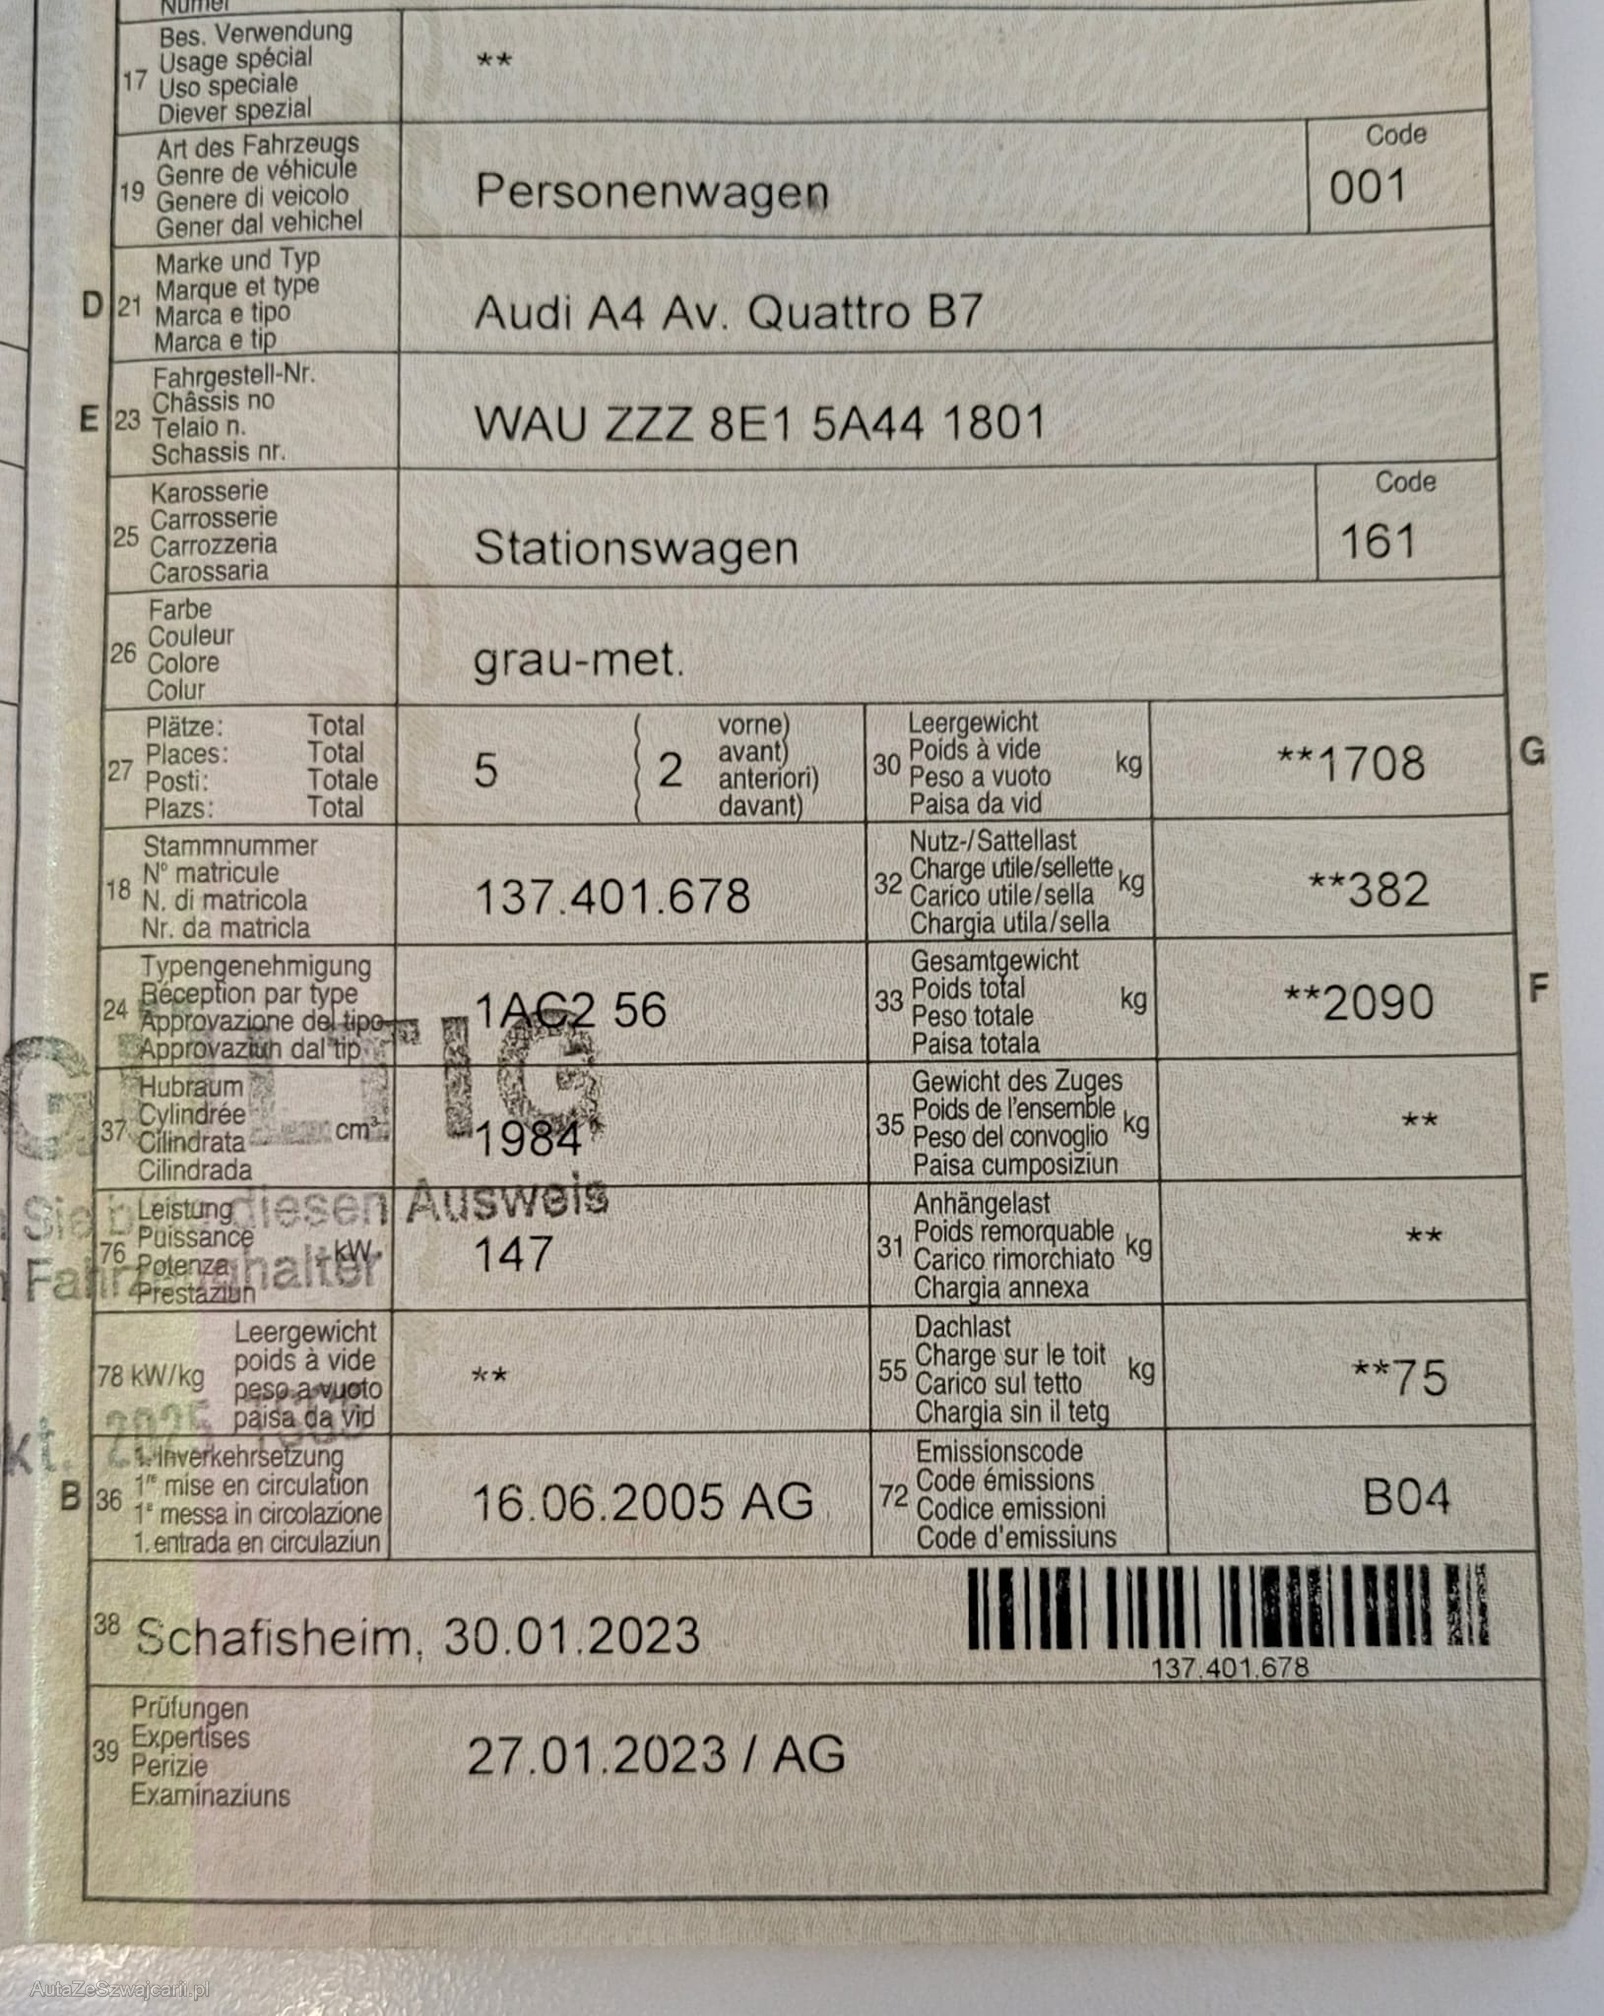 Numer
17 Bes. Verwendung
Usage spécial
Uso speciale
Diever spezial
**
19 Art des Fahrzeugs
Genre de véhicule
Genere di veicolo
Gener dal vehichel
Personenwagen
Code
001
D 21 Marke und Typ
Marque et type
Marca e tipo
Marca e tip
Audi A4 Av. Quattro B7
E 23 Fahrgestell-Nr.
Châssis no
Telaio n.
Schassis nr.
WAU ZZZ 8E1 5A44 1801
25 Karosserie
Carrosserie
Carrozzeria
Carossaria
Stationswagen
Code
161
26 Farbe
Couleur
Colore
Colur
grau-met.
27 Plätze: Total
Places: Total
Posti: Totale
Plazs: Total
5
( 2 vorne)
avant)
anteriori)
davant)
30 Leergewicht
Poids à vide kg
Peso a vuoto
Paisa da vid
**1708 G
18 Stammnummer
N° matricule
N. di matricola
Nr. da matricla
137.401.678
32 Nutz-/Sattellast
Charge utile/sellette kg
Carico utile/sella
Chargia utila/sella
**382
24 Typengenehmigung
Réception par type
Approvazione del tipo
Approvaziun dal tip
1AC2 56
33 Gesamtgewicht
Poids total kg
Peso totale
Paisa totala
**2090 F
37 Hubraum
Cylindrée cm³
Cilindrata
Cilindrada
1984
35 Gewicht des Zuges
Poids de l'ensemble kg
Peso del convoglio
Paisa cumposiziun
**
76 Leistung
Puissance kW
Potenza
Prestaziun
147
31 Anhängelast
Poids remorquable kg
Carico rimorchiato
Chargia annexa
**
diesen Ausweis
Fahrzeughalter
78 kW/kg Leergewicht
poids à vide
peso a vuoto
paisa da vid
**
55 Dachlast
Charge sur le toit kg
Carico sul tetto
Chargia sin il tetg
**75
kt. 2025
B 36 1. Inverkehrsetzung
1re mise en circulation
1a messa in circolazione
1. entrada en circulaziun
16.06.2005 AG
72 Emissionscode
Code émissions
Codice emissioni
Code d'emissiuns
B04
38 Schafisheim, 30.01.2023
137.401.678
39 Prüfungen
Expertises
Perizie
Examinaziuns
27.01.2023 / AG
AutaZeSzwajcarii.pl